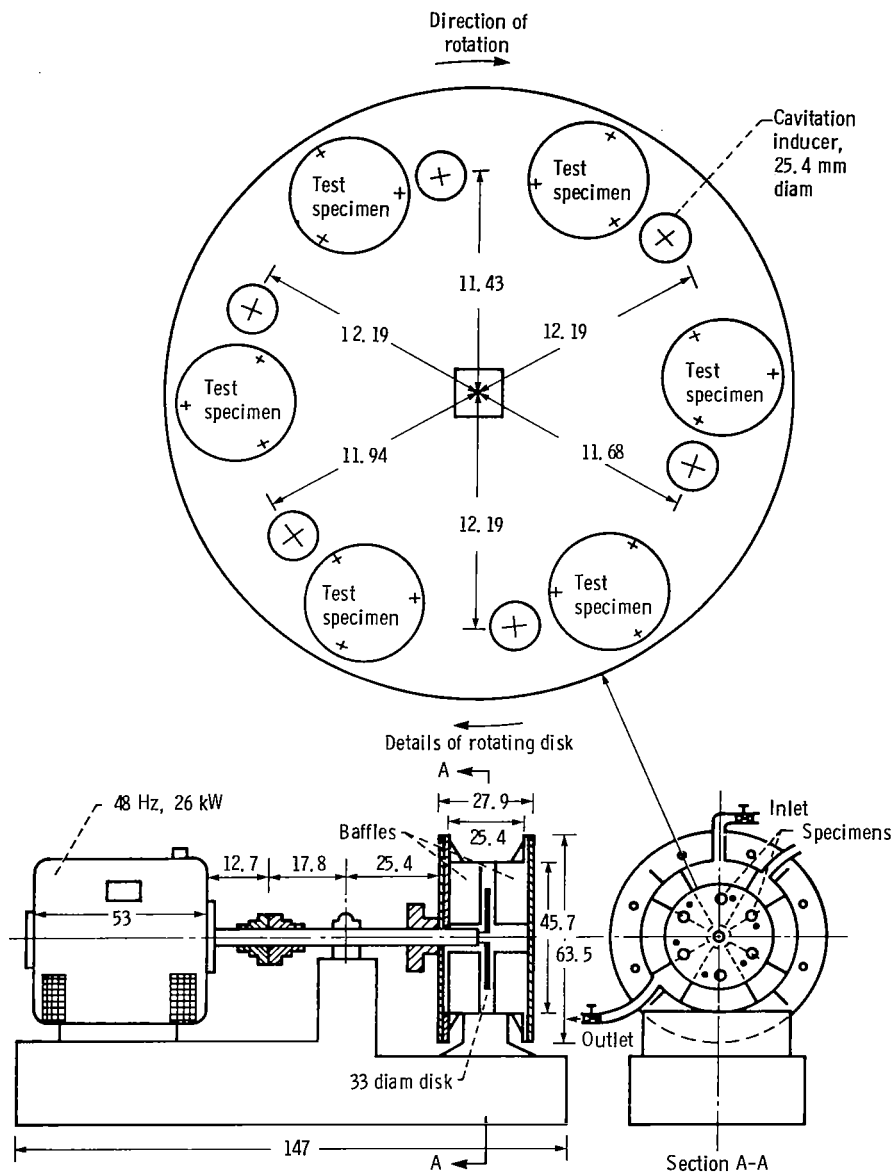 Direction of
rotation
Cavitation
inducer,
25.4 mm
diam
Test
specimen
Test
specimen
11.43
12.19
12.19
Test
specimen
Test
specimen
11.94
11.68
12.19
Test
specimen
Test
specimen
Details of rotating disk
A
48 Hz, 26 kW
27.9
25.4
Baffles
Inlet
Specimens
12.7
17.8
25.4
53
45.7
63.5
Outlet
33 diam disk
147
A
Section A-A